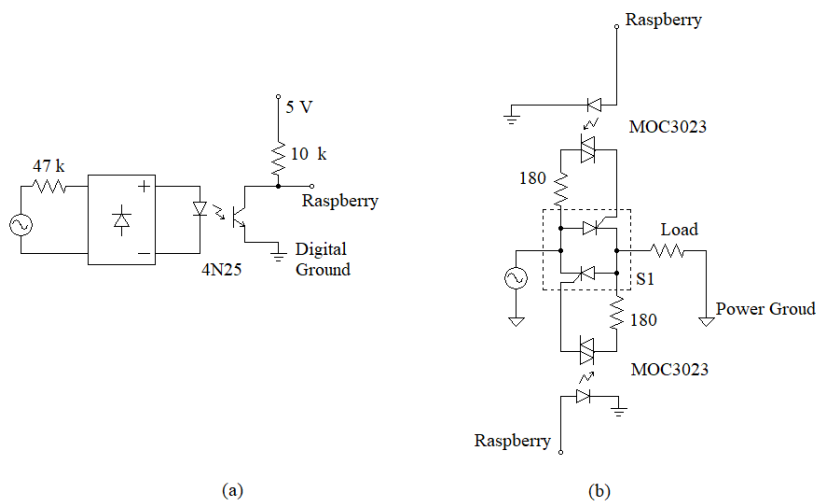 5 V
10 k
47 k
+
−
Raspberry
4N25
Digital
Ground
(a)
Raspberry
MOC3023
180
Load
S1
180
Power Groud
MOC3023
Raspberry
(b)